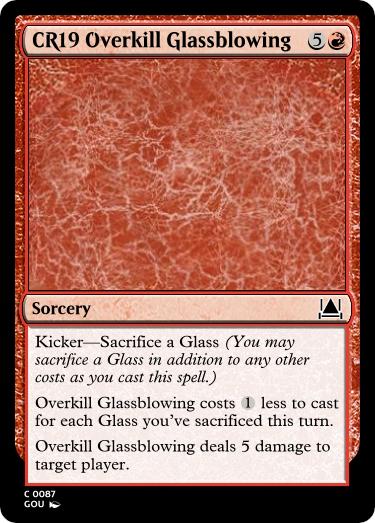 CR19 Overkill Glassblowing 5
Sorcery
Kicker—Sacrifice a Glass (You may
sacrifice a Glass in addition to any other
costs as you cast this spell.)
Overkill Glassblowing costs 1 less to cast
for each Glass you've sacrificed this turn.
Overkill Glassblowing deals 5 damage to
target player.
C 0087
GOU